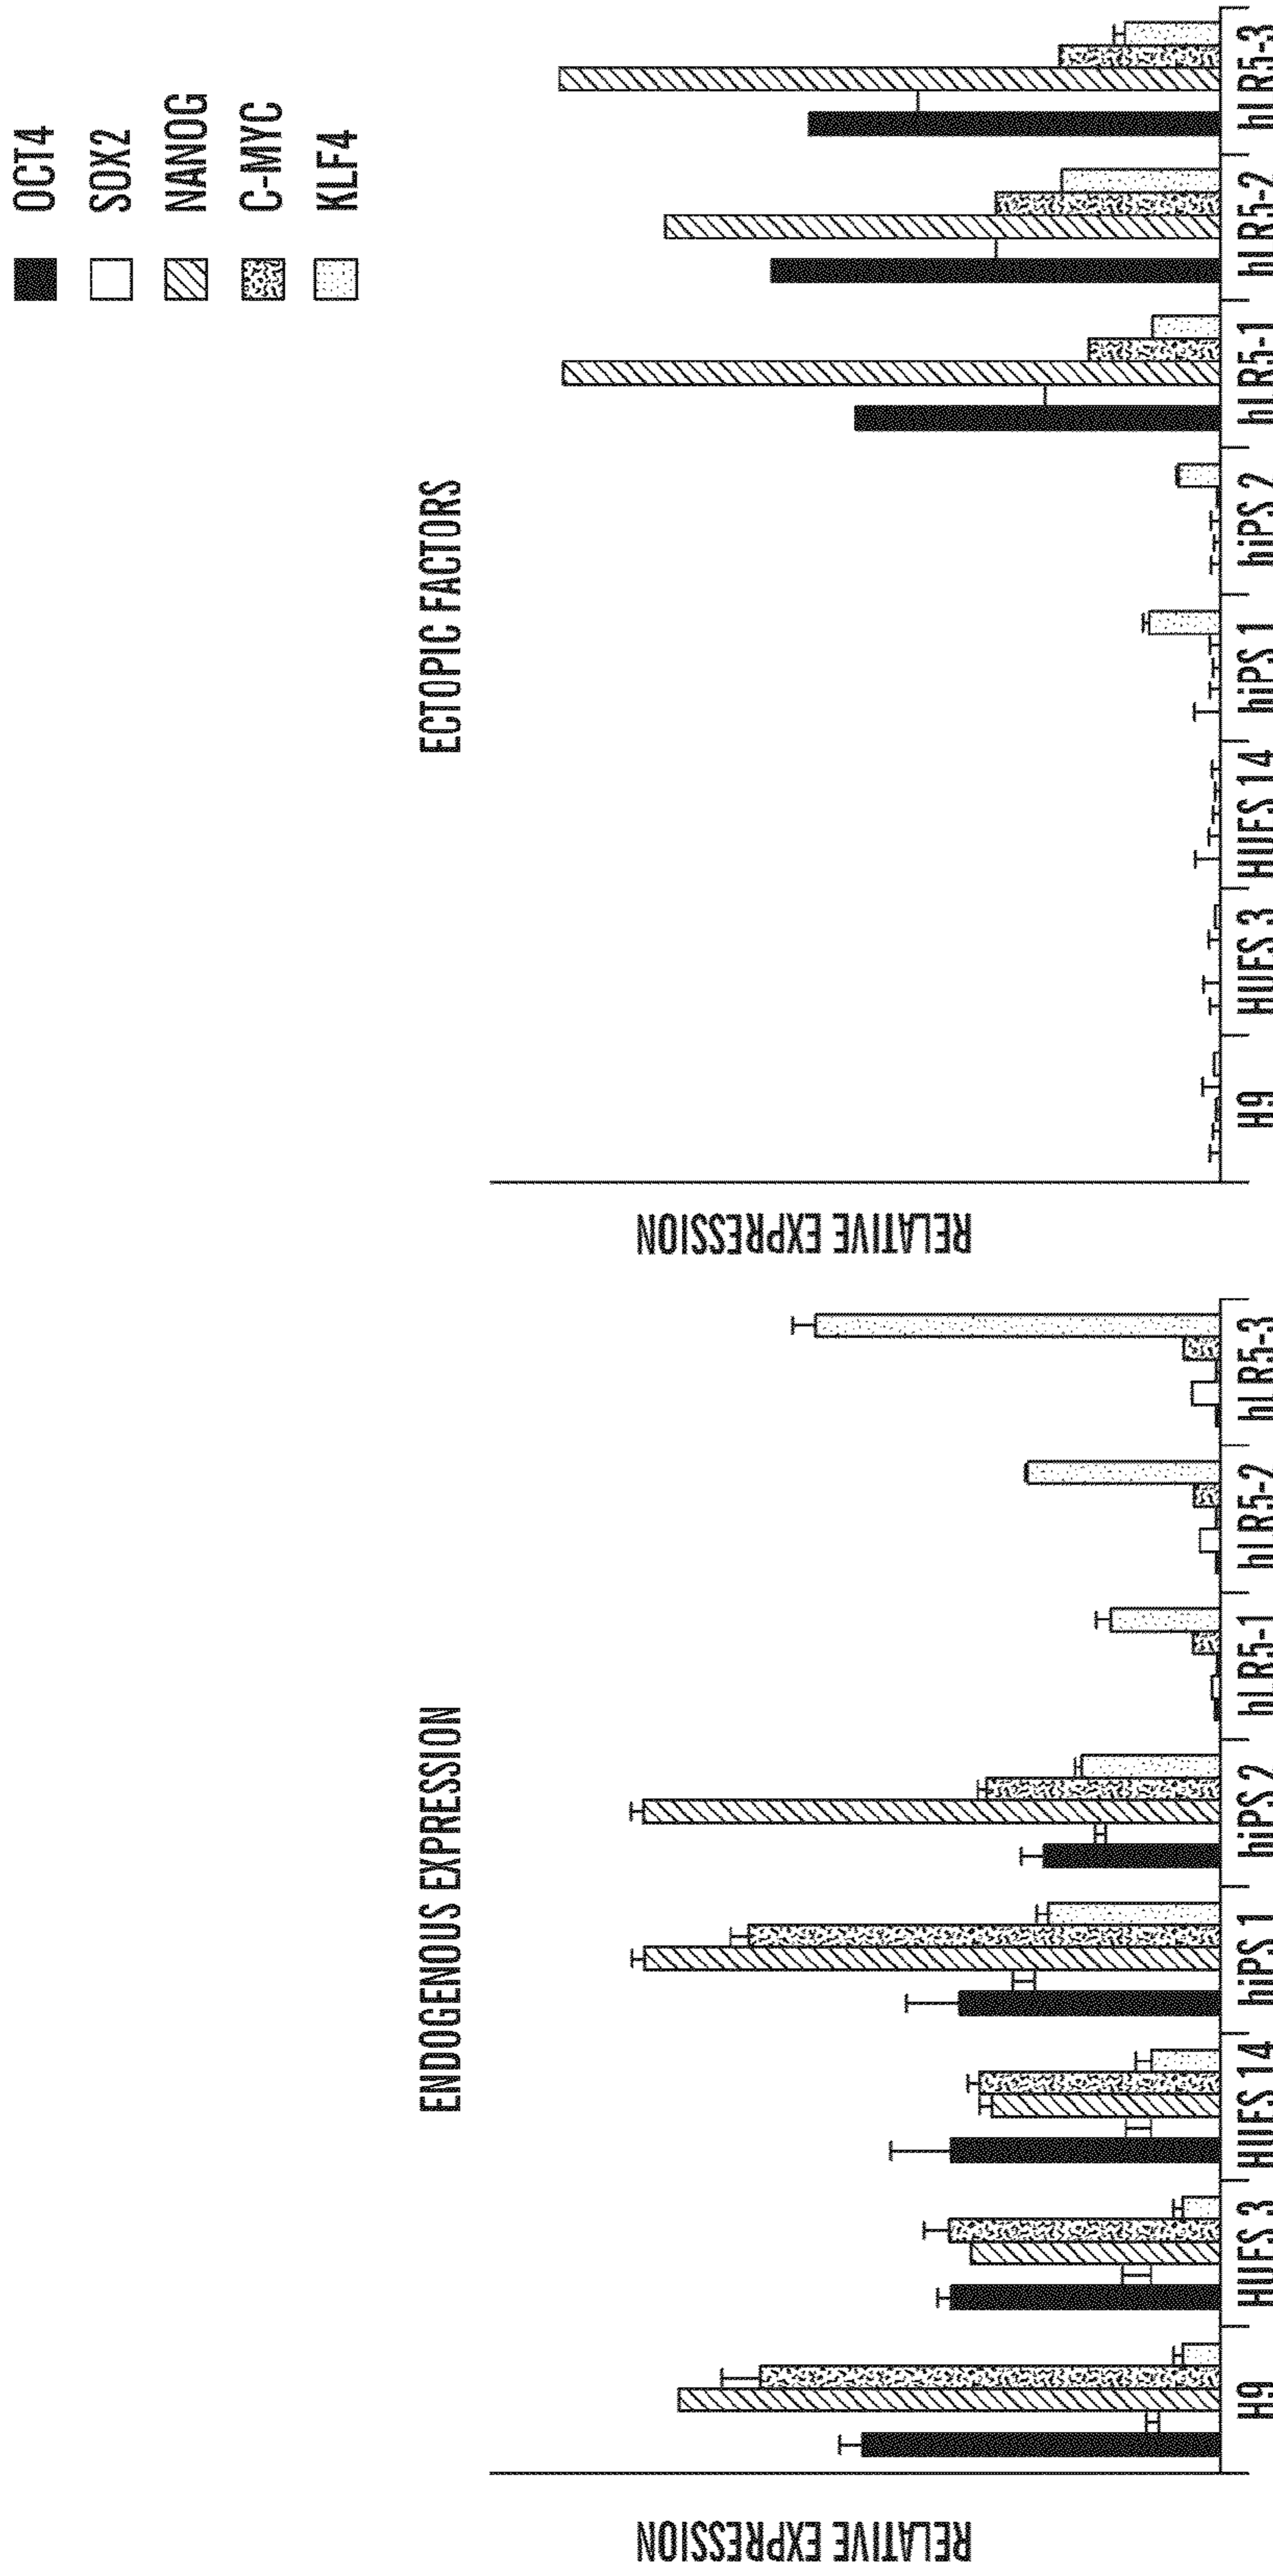 OCT4
SOX2
NANOG
C-MYC
KLF4
ENDOGENOUS EXPRESSION
RELATIVE EXPRESSION
H9 HUES 3 HUES 14 hiPS 1 hiPS 2 hLR5-1 hLR5-2 hLR5-3
ECTOPIC FACTORS
RELATIVE EXPRESSION
H9 HUES 3 HUES 14 hiPS 1 hiPS 2 hLR5-1 hLR5-2 hLR5-3